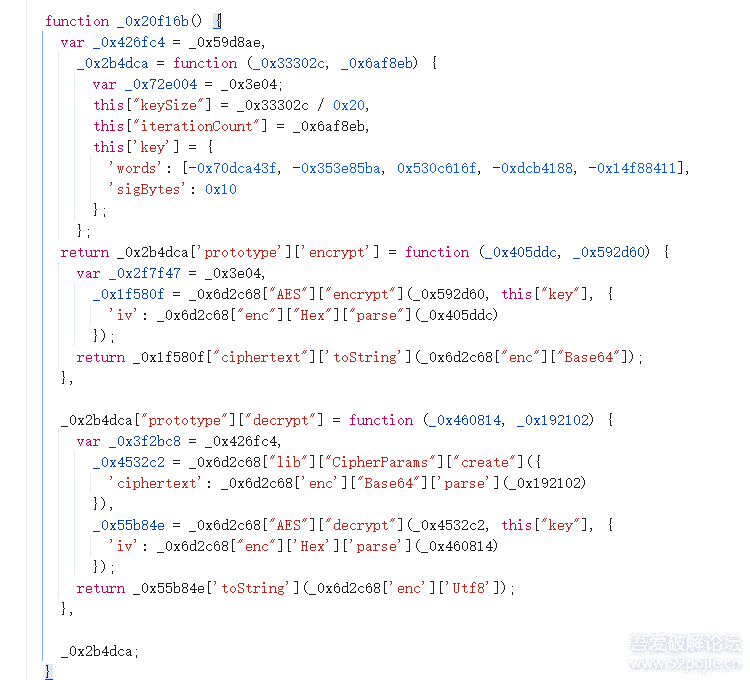 function _0x20f16b() {
var _0x426fc4 = _0x59d8ae,
_0x2b4dca = function (_0x33302c, _0x6af8eb) {
var _0x72e004 = _0x3e04;
this["keySize"] = _0x33302c / 0x20,
this["iterationCount"] = _0x6af8eb,
this['key'] = {
'words': [-0x70dca43f, -0x353e85ba, 0x530c616f, -0xdcb4188, -0x14f88411],
'sigBytes': 0x10
};
};
return _0x2b4dca['prototype']['encrypt'] = function (_0x405ddc, _0x592d60) {
var _0x2f7f47 = _0x3e04,
_0x1f580f = _0x6d2c68["AES"]["encrypt"](_0x592d60, this["key"], {
'iv': _0x6d2c68["enc"]["Hex"]["parse"](_0x405ddc)
});
return _0x1f580f["ciphertext"]['toString'](_0x6d2c68["enc"]["Base64"]);
},
_0x2b4dca["prototype"]["decrypt"] = function (_0x460814, _0x192102) {
var _0x3f2bc8 = _0x426fc4,
_0x4532c2 = _0x6d2c68["lib"]["CipherParams"]["create"]({
'ciphertext': _0x6d2c68['enc']["Base64"]['parse'](_0x192102)
}),
_0x55b84e = _0x6d2c68["AES"]["decrypt"](_0x4532c2, this["key"], {
'iv': _0x6d2c68["enc"]['Hex']['parse'](_0x460814)
});
return _0x55b84e['toString'](_0x6d2c68['enc']['Utf8']);
},
_0x2b4dca;
}
吾爱破解论坛
www.52pojie.cn